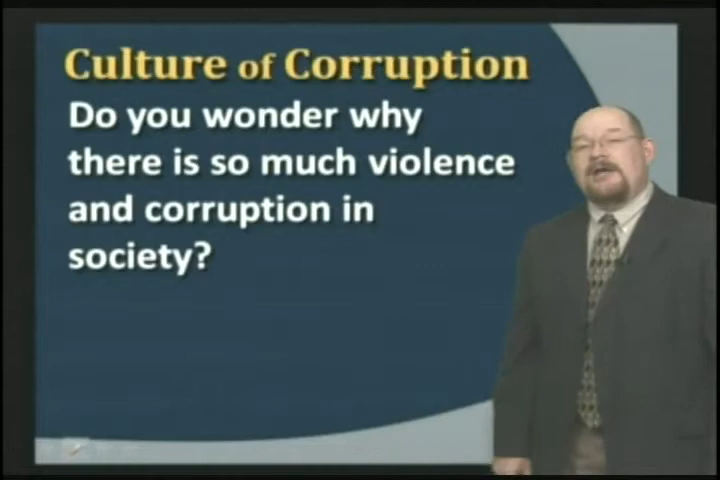 Culture of Corruption
Do you wonder why
there is so much violence
and corruption in
society?